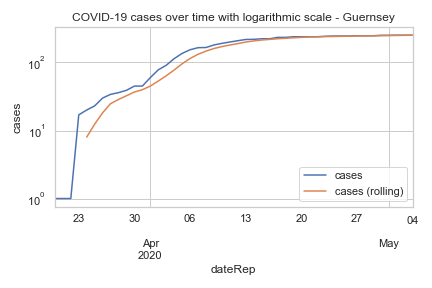 COVID-19 cases over time with logarithmic scale - Guernsey
cases
10²
10¹
10⁰
cases
cases (rolling)
23
30
06
13
20
27
04
Apr
2020
May
dateRep